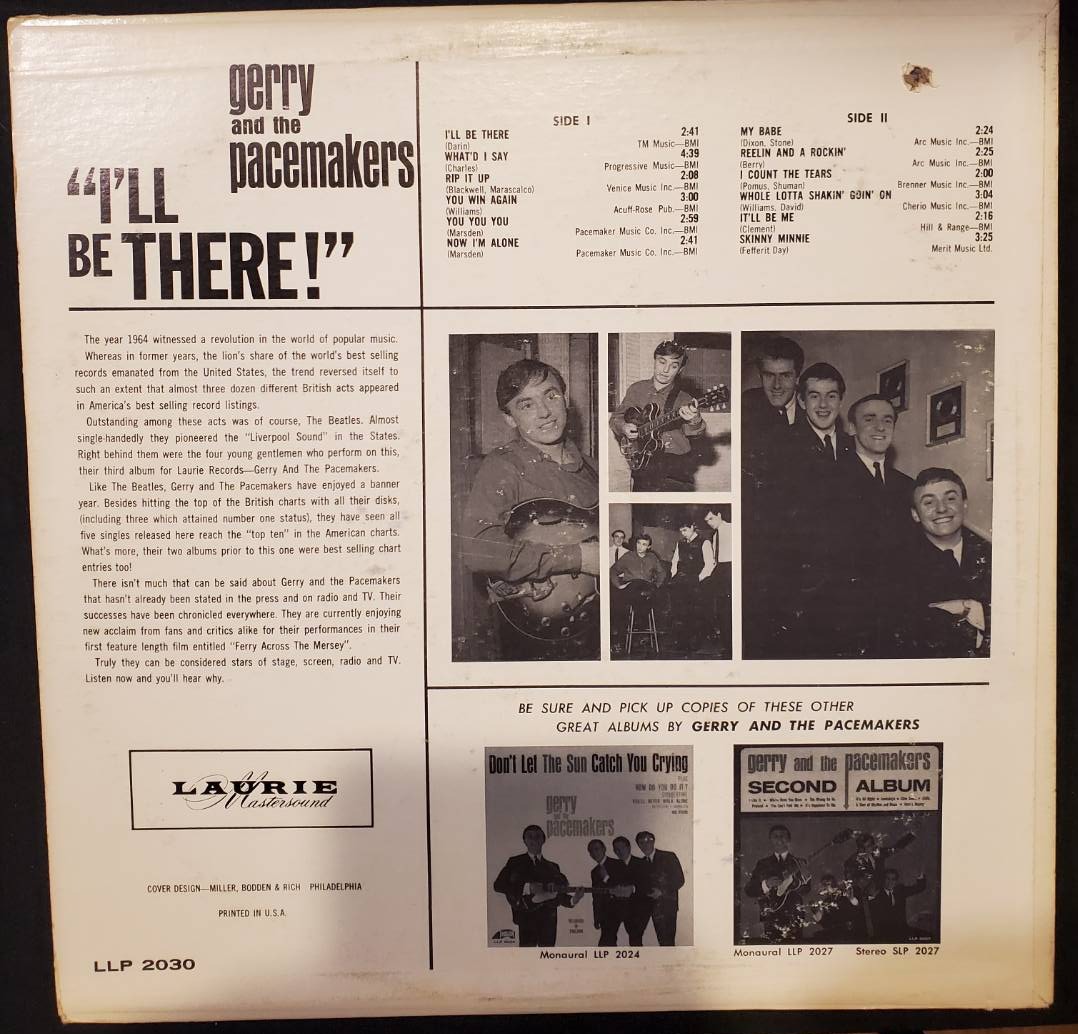 gerry
and the
pacemakers
"I'LL
BE THERE!"
SIDE I
I'LL BE THERE 2:41
(Darin) TM Music—BMI
WHAT'D I SAY 4:39
(Charles) Progressive Music—BMI
RIP IT UP 2:08
(Blackwell, Marascalco) Venice Music Inc.—BMI
YOU WIN AGAIN 3:00
(Williams) Acuff-Rose Pub.—BMI
YOU YOU YOU 2:59
(Marsden) Pacemaker Music Co. Inc.—BMI
NOW I'M ALONE 2:41
(Marsden) Pacemaker Music Co. Inc.—BMI
SIDE II
MY BABE 2:24
(Dixon, Stone) Arc Music Inc.—BMI
REELIN AND A ROCKIN' 2:25
(Berry) Arc Music Inc.—BMI
I COUNT THE TEARS 2:00
(Pomus, Shuman) Brenner Music Inc.—BMI
WHOLE LOTTA SHAKIN' GOIN' ON 3:04
(Williams, David) Cherio Music Inc.—BMI
IT'LL BE ME 2:16
(Clement) Hill & Range—BMI
SKINNY MINNIE 3:25
(Fefferit Day) Merit Music Ltd.
The year 1964 witnessed a revolution in the world of popular music.
Whereas in former years, the lion's share of the world's best selling
records emanated from the United States, the trend reversed itself to
such an extent that almost three dozen different British acts appeared
in America's best selling record listings.
Outstanding among these acts was of course, The Beatles. Almost
single-handedly they pioneered the "Liverpool Sound" in the States.
Right behind them were the four young gentlemen who perform on this,
their third album for Laurie Records—Gerry And The Pacemakers.
Like The Beatles, Gerry and The Pacemakers have enjoyed a banner
year. Besides hitting the top of the British charts with all their disks,
(including three which attained number one status), they have seen all
five singles released here reach the "top ten" in the American charts.
What's more, their two albums prior to this one were best selling chart
entries too!
There isn't much that can be said about Gerry and the Pacemakers
that hasn't already been stated in the press and on radio and TV. Their
successes have been chronicled everywhere. They are currently enjoying
new acclaim from fans and critics alike for their performances in their
first feature length film entitled "Ferry Across The Mersey".
Truly they can be considered stars of stage, screen, radio and TV.
Listen now and you'll hear why.
LAURIE
Mastersound
COVER DESIGN—MILLER, BODDEN & RICH PHILADELPHIA
PRINTED IN U.S.A.
LLP 2030
BE SURE AND PICK UP COPIES OF THESE OTHER
GREAT ALBUMS BY GERRY AND THE PACEMAKERS
Don't Let The Sun Catch You Crying
PLUS
HOW DO YOU DO IT?
YOU'LL NEVER WALK ALONE
gerry
and the
pacemakers
Monaural LLP 2024
gerry and the pacemakers
SECOND ALBUM
Monaural LLP 2027 Stereo SLP 2027